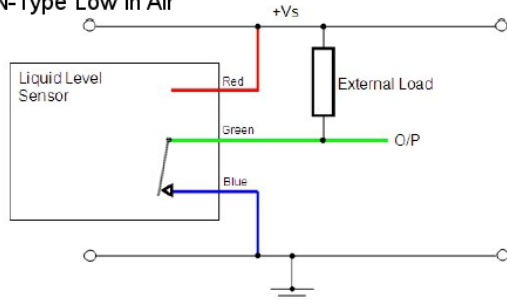 N-Type Low in Air
+Vs
Liquid Level
Sensor
Red
External Load
Green
O/P
Blue